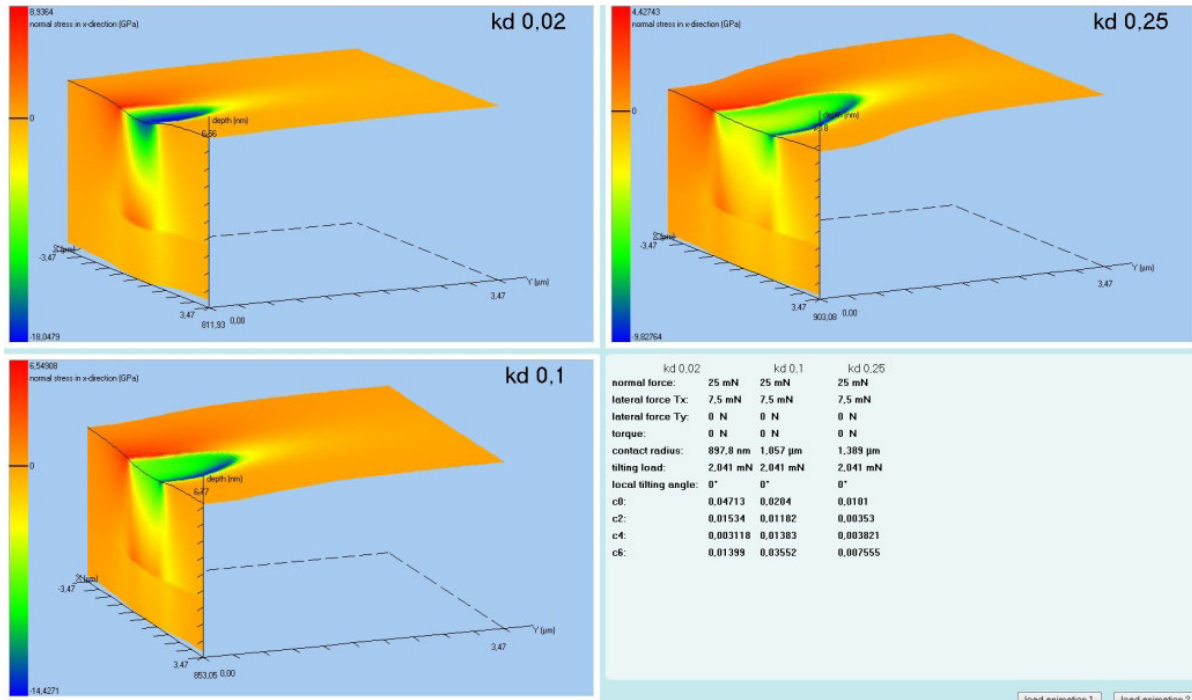 8,9364
normal stress in x-direction (GPa)
kd 0,02
0
depth (nm)
-3,47
Y (µm)
3,47
3,47
0,00
811,93
-18,0479
4,42743
normal stress in x-direction (GPa)
kd 0,25
0
depth (nm)
-3,47
Y (µm)
3,47
3,47
0,00
903,08
-9,82764
6,54908
normal stress in x-direction (GPa)
kd 0,1
0
depth (nm)
6,77
X (µm)
-3,47
Y (µm)
3,47
3,47
0,00
853,05
-14,4271
kd 0,02 kd 0,1 kd 0,25
normal force: 25 mN 25 mN 25 mN
lateral force Tx: 7,5 mN 7,5 mN 7,5 mN
lateral force Ty: 0 N 0 N 0 N
torque: 0 N 0 N 0 N
contact radius: 897,8 nm 1,057 µm 1,389 µm
tilting load: 2,041 mN 2,041 mN 2,041 mN
local tilting angle: 0° 0° 0°
c0: 0,04713 0,0204 0,0101
c2: 0,01534 0,01182 0,00353
c4: 0,003118 0,01383 0,003821
c6: 0,01399 0,03552 0,007555
load animation 1 load animation 2